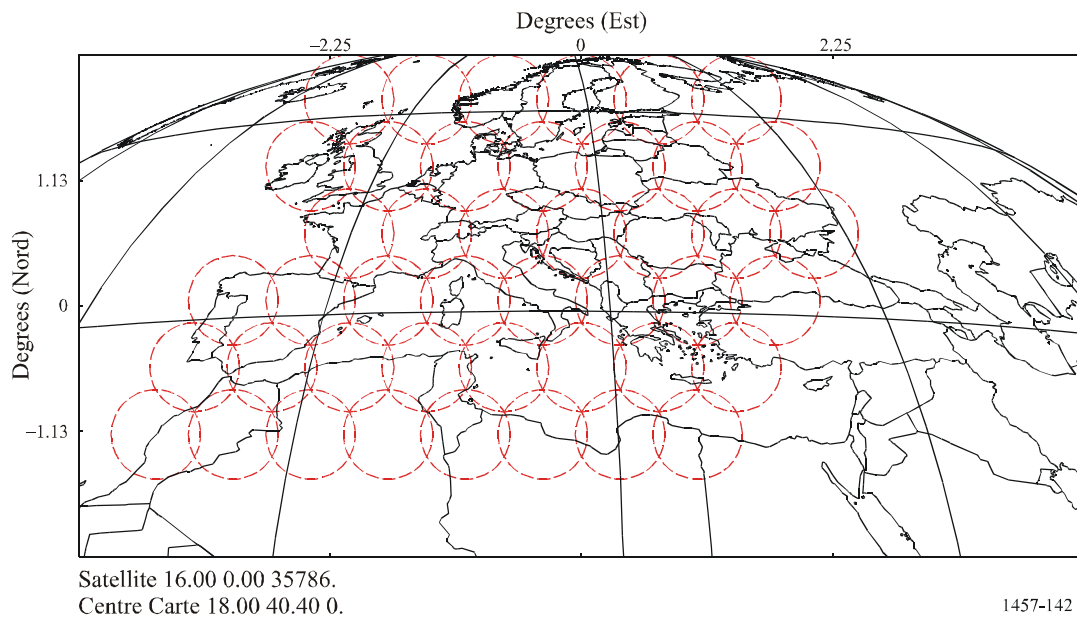 Degrees (Est)
–2.25 0 2.25
Degrees (Nord)
1.13
0
–1.13
Satellite 16.00 0.00 35786.
Centre Carte 18.00 40.40 0.
1457-142